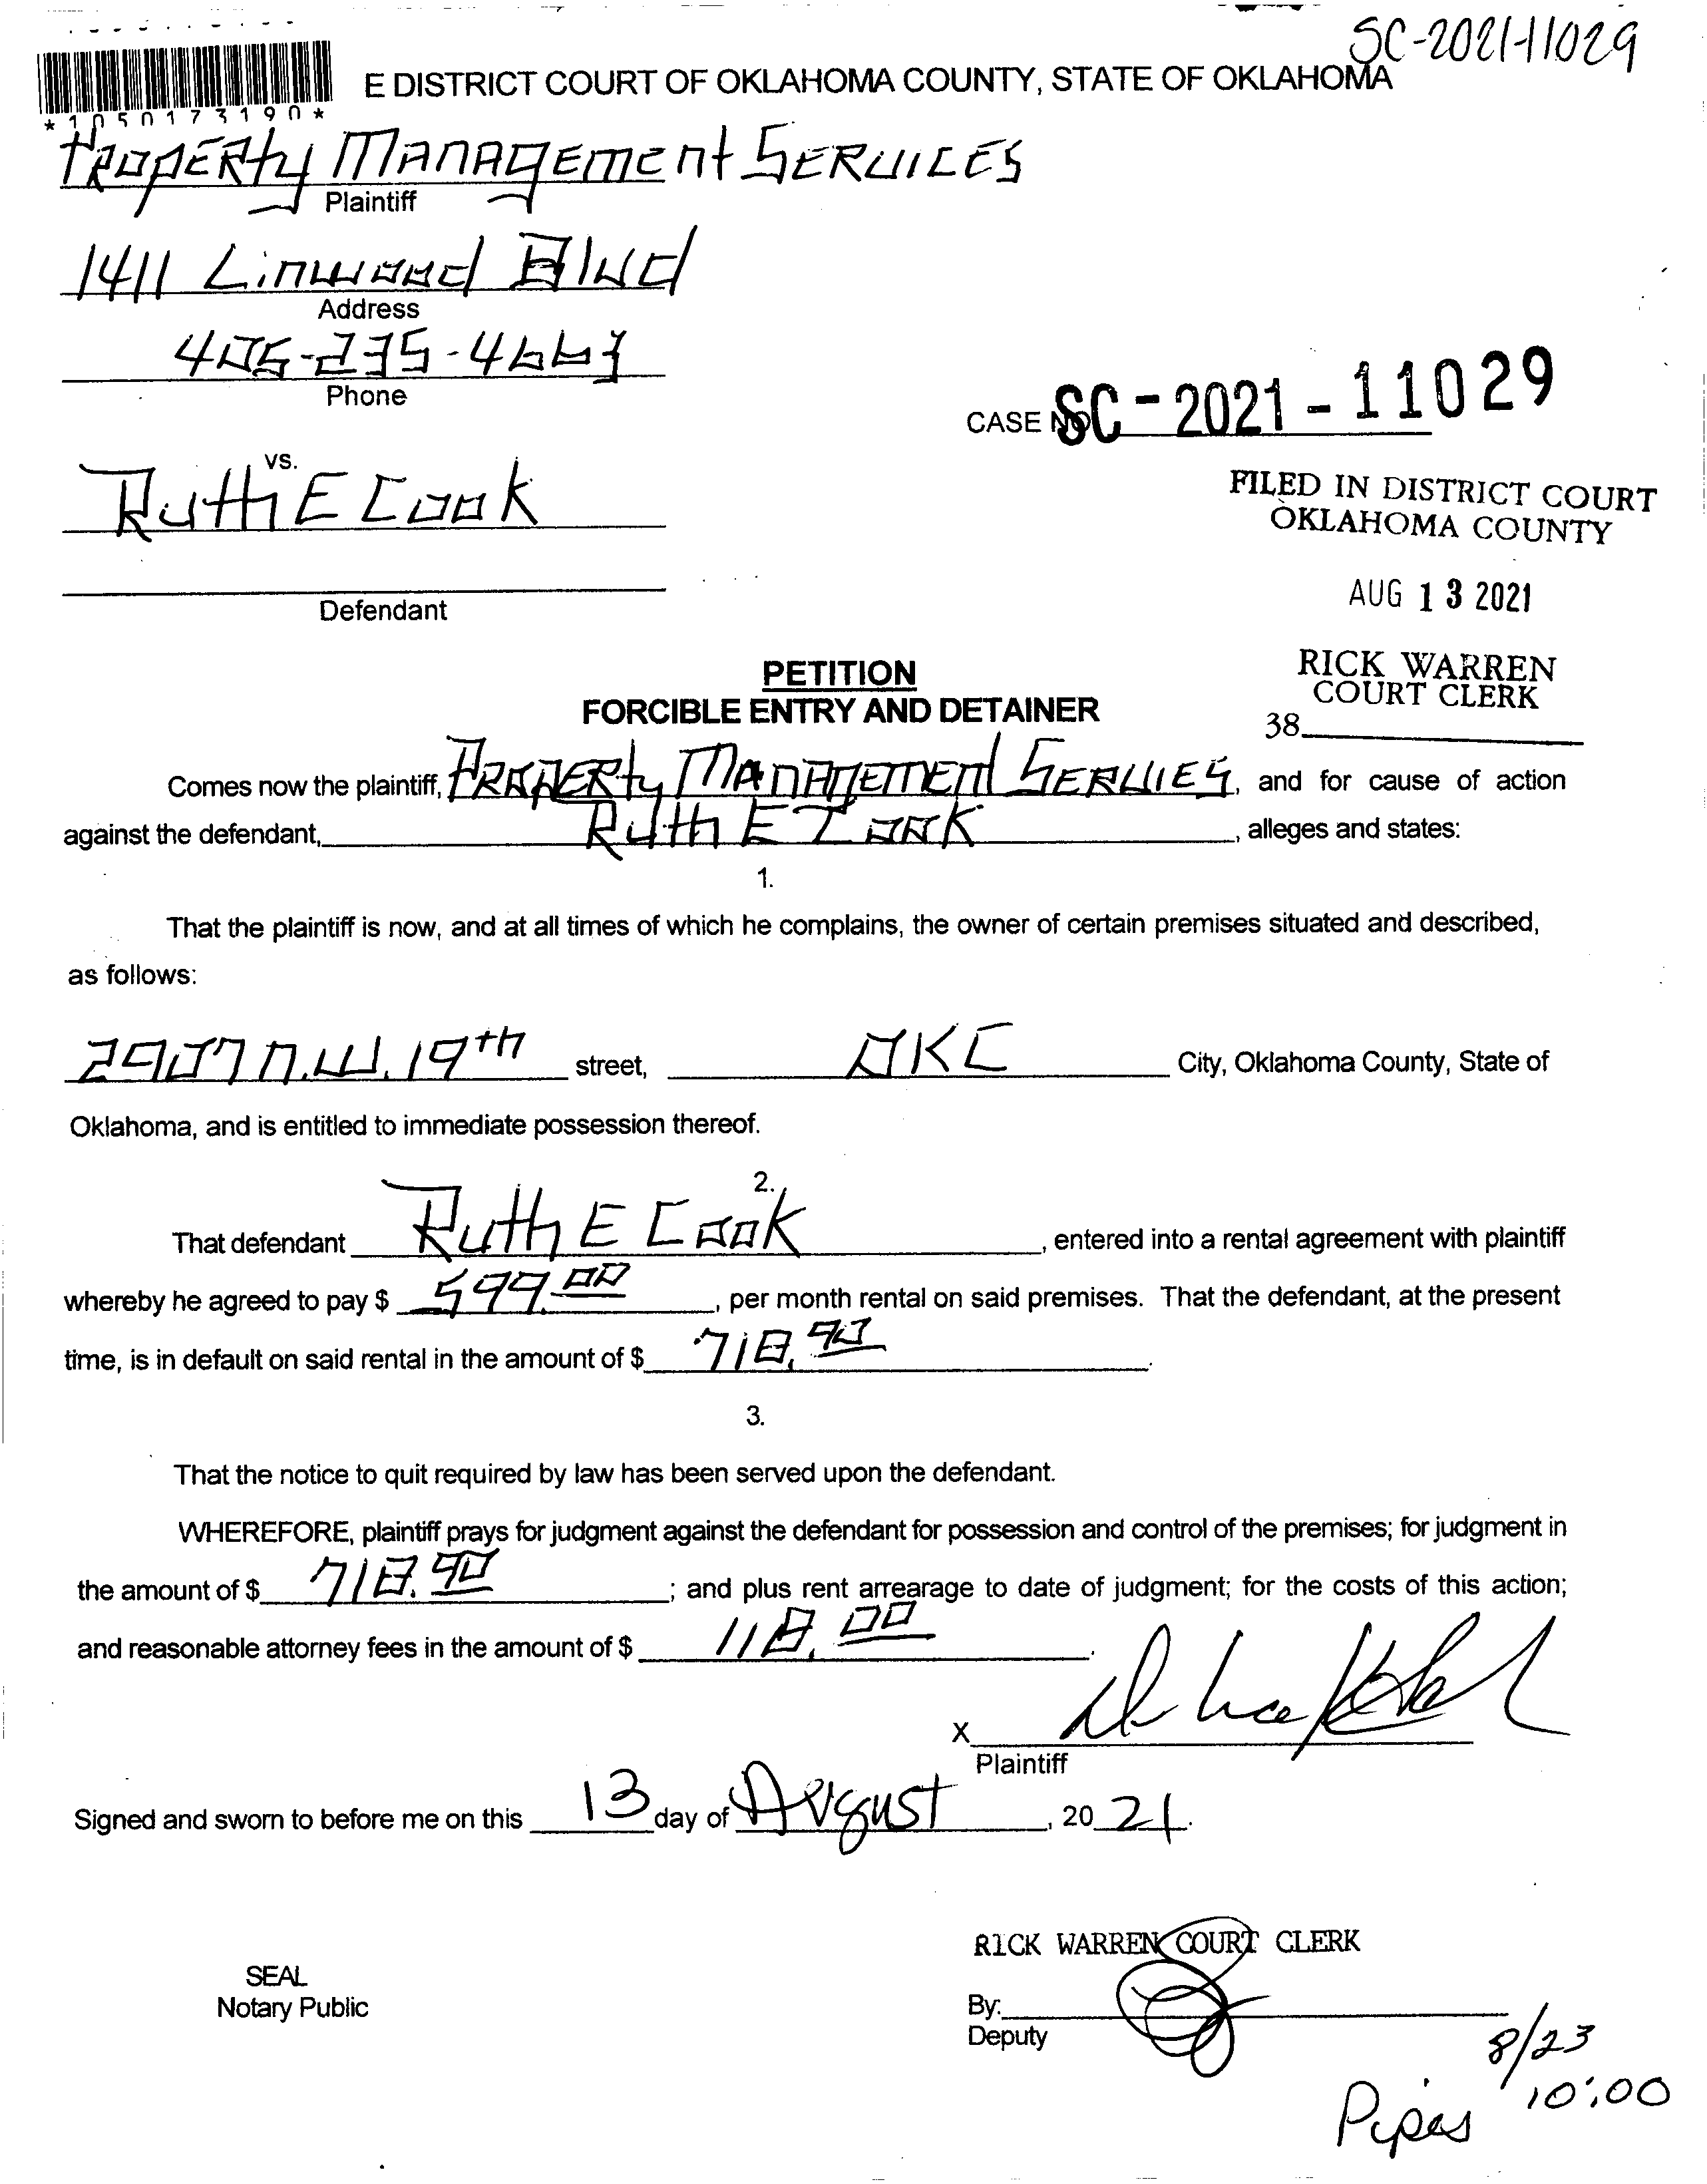 SC-2021-11029
E DISTRICT COURT OF OKLAHOMA COUNTY, STATE OF OKLAHOMA
*1050173190*
Property Management Services
Plaintiff
1411 Linwood Blvd
Address
405-235-4663
Phone
CASE NO SC-2021-11029
vs.
Ruth E Cook
FILED IN DISTRICT COURT
OKLAHOMA COUNTY
AUG 13 2021
Defendant
RICK WARREN
COURT CLERK
38
PETITION
FORCIBLE ENTRY AND DETAINER
Comes now the plaintiff, Property Management Servies, and for cause of action
against the defendant, Ruth E Cook, alleges and states:
1.
That the plaintiff is now, and at all times of which he complains, the owner of certain premises situated and described,
as follows:
2907 N.W. 19th street, OKC City, Oklahoma County, State of
Oklahoma, and is entitled to immediate possession thereof.
2.
That defendant Ruth E Cook, entered into a rental agreement with plaintiff
whereby he agreed to pay $ 599.00, per month rental on said premises. That the defendant, at the present
time, is in default on said rental in the amount of $ 718.90.
3.
That the notice to quit required by law has been served upon the defendant.
WHEREFORE, plaintiff prays for judgment against the defendant for possession and control of the premises; for judgment in
the amount of $ 718.90; and plus rent arrearage to date of judgment; for the costs of this action;
and reasonable attorney fees in the amount of $ 118.00.
X
Plaintiff
Signed and sworn to before me on this 13 day of August, 2021.
RICK WARREN COURT CLERK
SEAL
Notary Public
By:
Deputy
8/23
10:00
Pipes